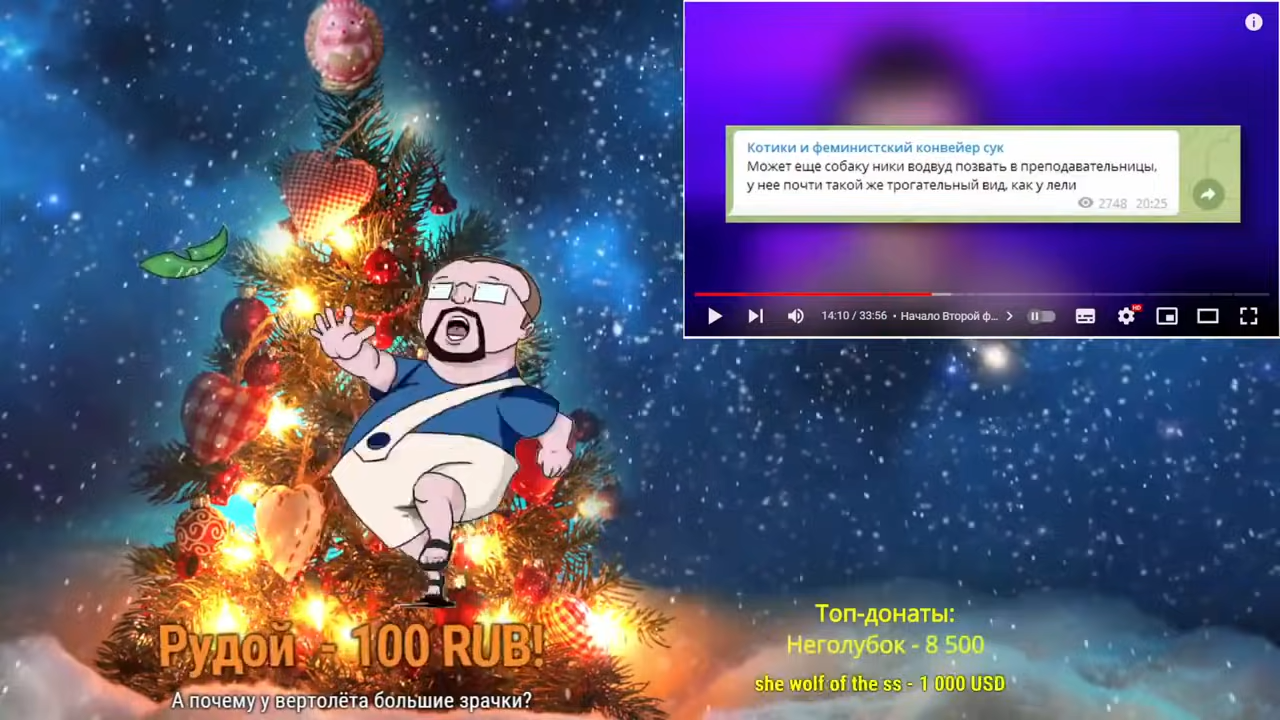 Котики и феминистский конвейер сук
Может еще собаку ники водвуд позвать в преподавательницы,
у нее почти такой же трогательный вид, как у лели
2748 20:25
14:10 / 33:56 • Начало Второй ф...
HD
Рудой - 100 RUB!
А почему у вертолёта большие зрачки?
Топ-донаты:
Неголубок - 8 500
she wolf of the ss - 1 000 USD